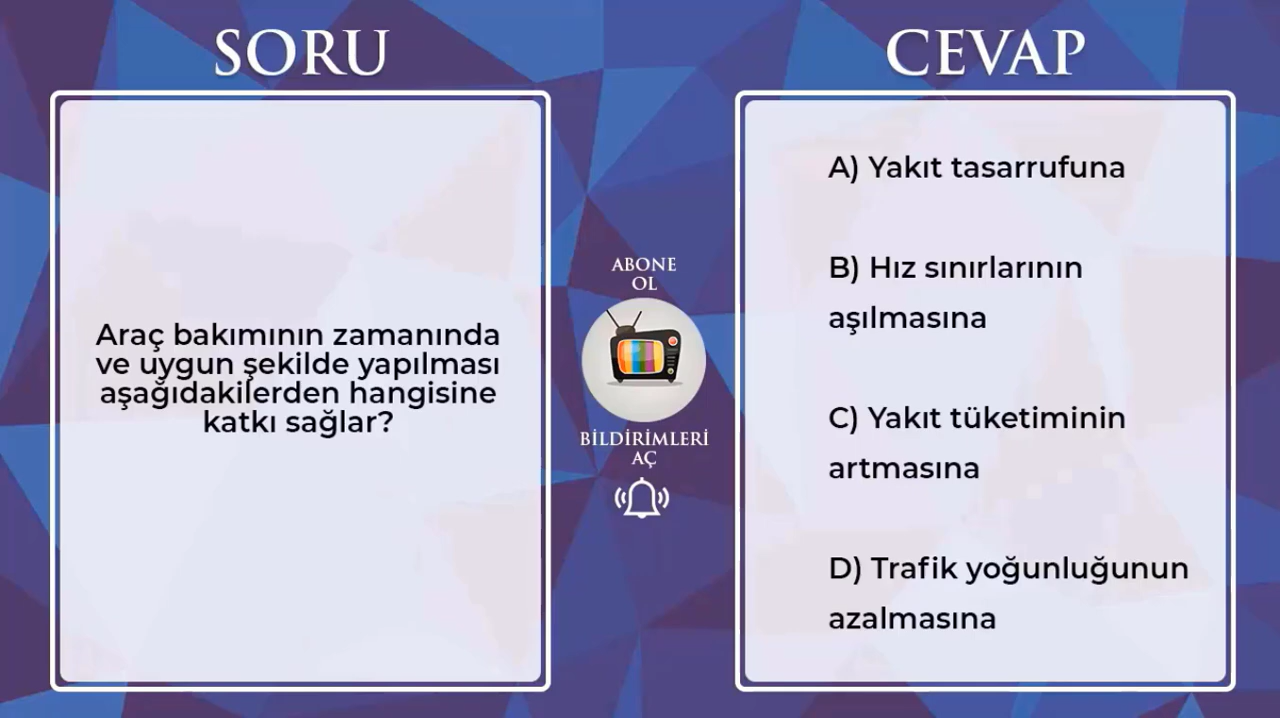 SORU
Araç bakımının zamanında
ve uygun şekilde yapılması
aşağıdakilerden hangisine
katkı sağlar?
ABONE
OL
BİLDİRİMLERİ
AÇ
CEVAP
A) Yakıt tasarrufuna
B) Hız sınırlarının
aşılmasına
C) Yakıt tüketiminin
artmasına
D) Trafik yoğunluğunun
azalmasına